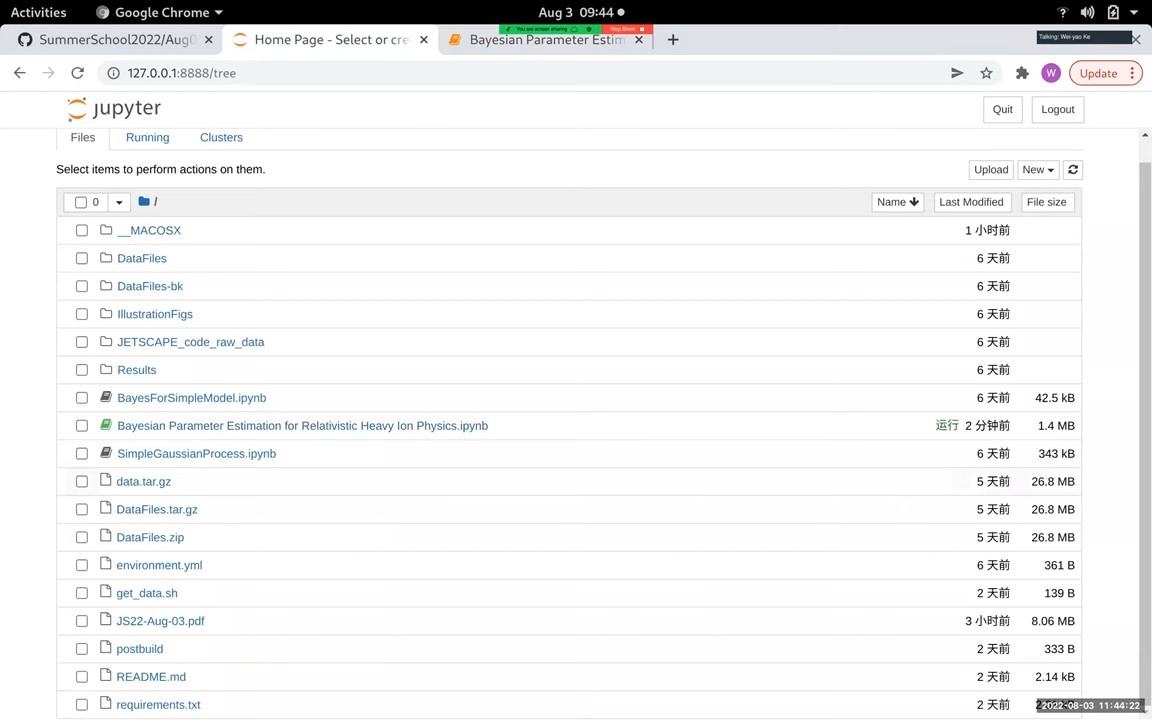 Activities Google Chrome Aug 3 09:44
SummerSchool2022/Aug0 Home Page - Select or cre Bayesian Parameter Estim
You are screen sharing Stop Share
Talking: Wei-yao Ke
127.0.0.1:8888/tree W Update
jupyter Quit Logout
Files Running Clusters
Select items to perform actions on them. Upload New
0 / Name Last Modified File size
__MACOSX 1 小时前
DataFiles 6 天前
DataFiles-bk 6 天前
IllustrationFigs 6 天前
JETSCAPE_code_raw_data 6 天前
Results 6 天前
BayesForSimpleModel.ipynb 6 天前 42.5 kB
Bayesian Parameter Estimation for Relativistic Heavy Ion Physics.ipynb 运行 2 分钟前 1.4 MB
SimpleGaussianProcess.ipynb 6 天前 343 kB
data.tar.gz 5 天前 26.8 MB
DataFiles.tar.gz 5 天前 26.8 MB
DataFiles.zip 5 天前 26.8 MB
environment.yml 6 天前 361 B
get_data.sh 2 天前 139 B
JS22-Aug-03.pdf 3 小时前 8.06 MB
postbuild 2 天前 333 B
README.md 2 天前 2.14 kB
requirements.txt 2 天前
2022-08-03 11:44:22